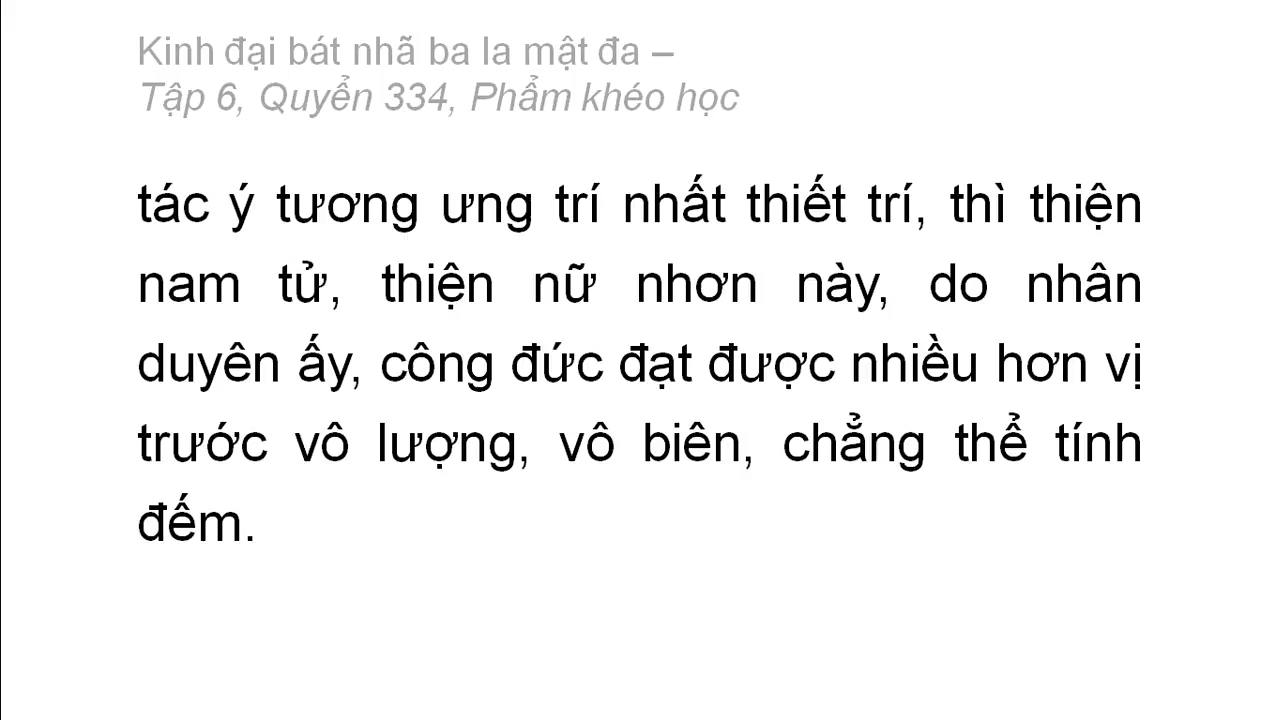 Kinh đại bát nhã ba la mật đa –
Tập 6, Quyển 334, Phẩm khéo học
tác ý tương ưng trí nhất thiết trí, thì thiện
nam tử, thiện nữ nhơn này, do nhân
duyên ấy, công đức đạt được nhiều hơn vị
trước vô lượng, vô biên, chẳng thể tính
đếm.